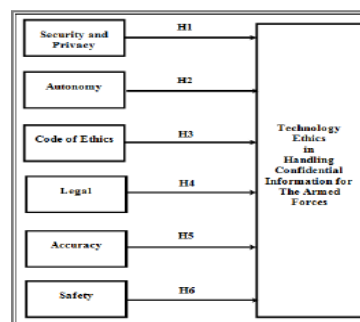 Security and
Privacy
H1
Autonomy
H2
Code of Ethics
H3
Legal
H4
Accuracy
H5
Safety
H6
Technology
Ethics
in
Handling
Confidential
Information for
The Armed
Forces